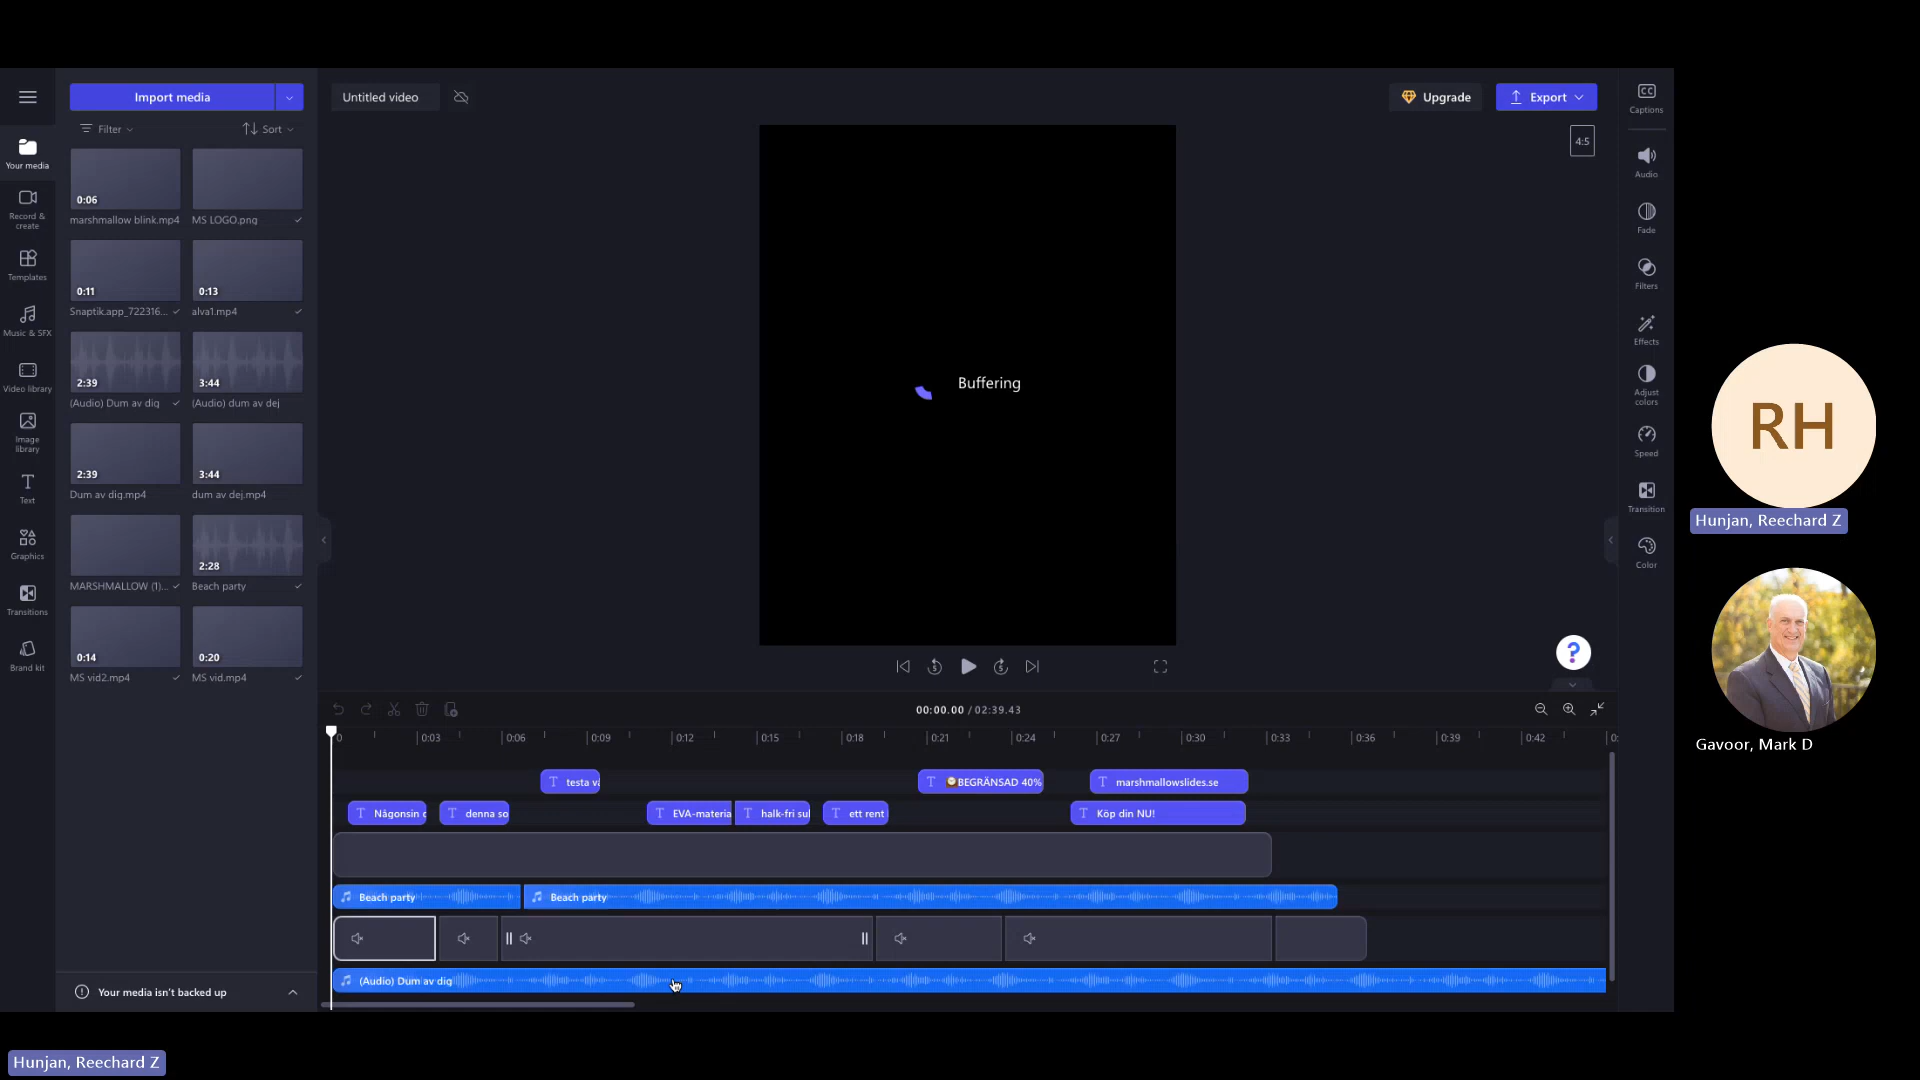 Import media
Untitled video
Upgrade
Export
Captions
Filter
Sort
4:5
Your media
0:06
marshmallow blink.mp4
MS LOGO.png
Audio
Record &
create
Fade
Templates
0:11
0:13
Snaptik.app_722316...
alva1.mp4
Filters
Music & SFX
Effects
2:39
3:44
(Audio) Dum av dig
(Audio) dum av dej
Video library
Buffering
Adjust
colors
Image
library
2:39
3:44
Dum av dig.mp4
dum av dej.mp4
Speed
Text
Transition
Graphics
2:28
MARSHMALLOW (1)...
Beach party
Color
Transitions
0:14
0:20
MS vid2.mp4
MS vid.mp4
Brand kit
5
5
?
00:00.00 / 02:39.43
0
0:03
0:06
0:09
0:12
0:15
0:18
0:21
0:24
0:27
0:30
0:33
0:36
0:39
0:42
0:
testa vä
BEGRÄNSAD 40%
marshmallowslides.se
Någonsin
denna so
EVA-materia
halk-fri sul
ett rent
Köp din NU!
Beach party
Beach party
(Audio) Dum av dig
Your media isn't backed up
RH
Hunjan, Reechard Z
Gavoor, Mark D
Hunjan, Reechard Z